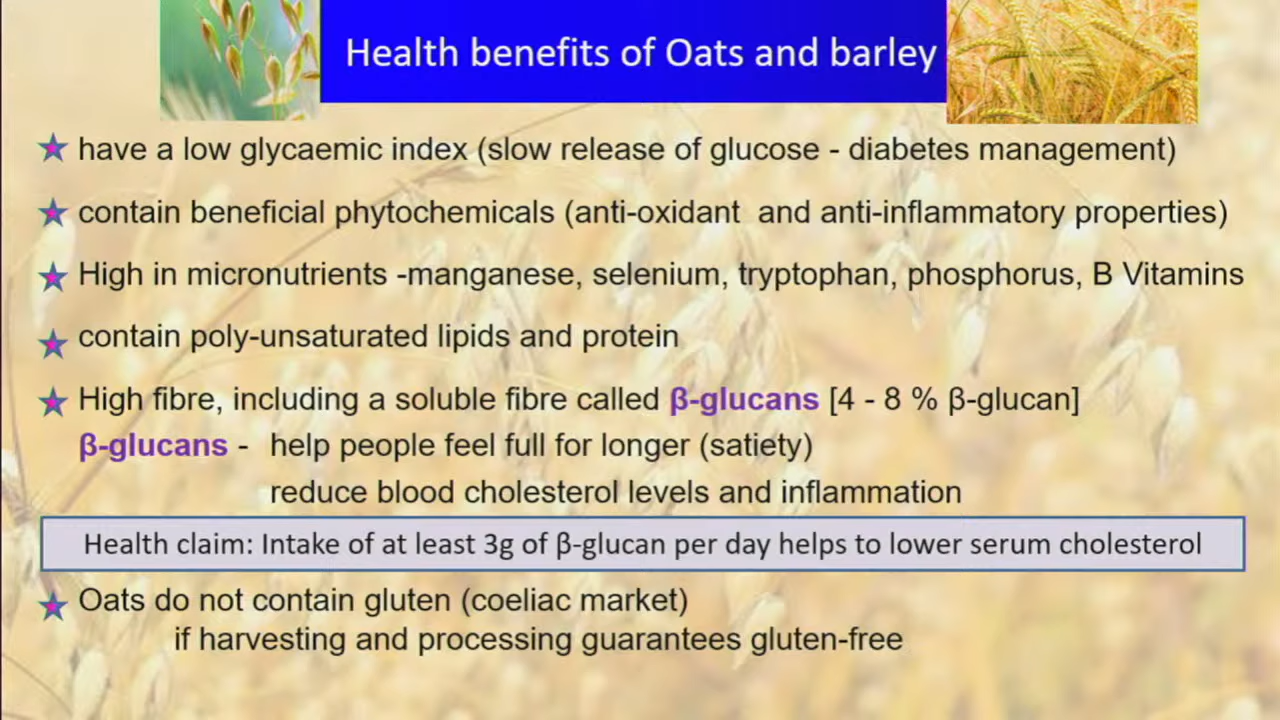 Health benefits of Oats and barley
have a low glycaemic index (slow release of glucose - diabetes management)
contain beneficial phytochemicals (anti-oxidant and anti-inflammatory properties)
High in micronutrients -manganese, selenium, tryptophan, phosphorus, B Vitamins
contain poly-unsaturated lipids and protein
High fibre, including a soluble fibre called β-glucans [4 - 8 % β-glucan]
β-glucans - help people feel full for longer (satiety)
reduce blood cholesterol levels and inflammation
Health claim: Intake of at least 3g of β-glucan per day helps to lower serum cholesterol
Oats do not contain gluten (coeliac market)
if harvesting and processing guarantees gluten-free